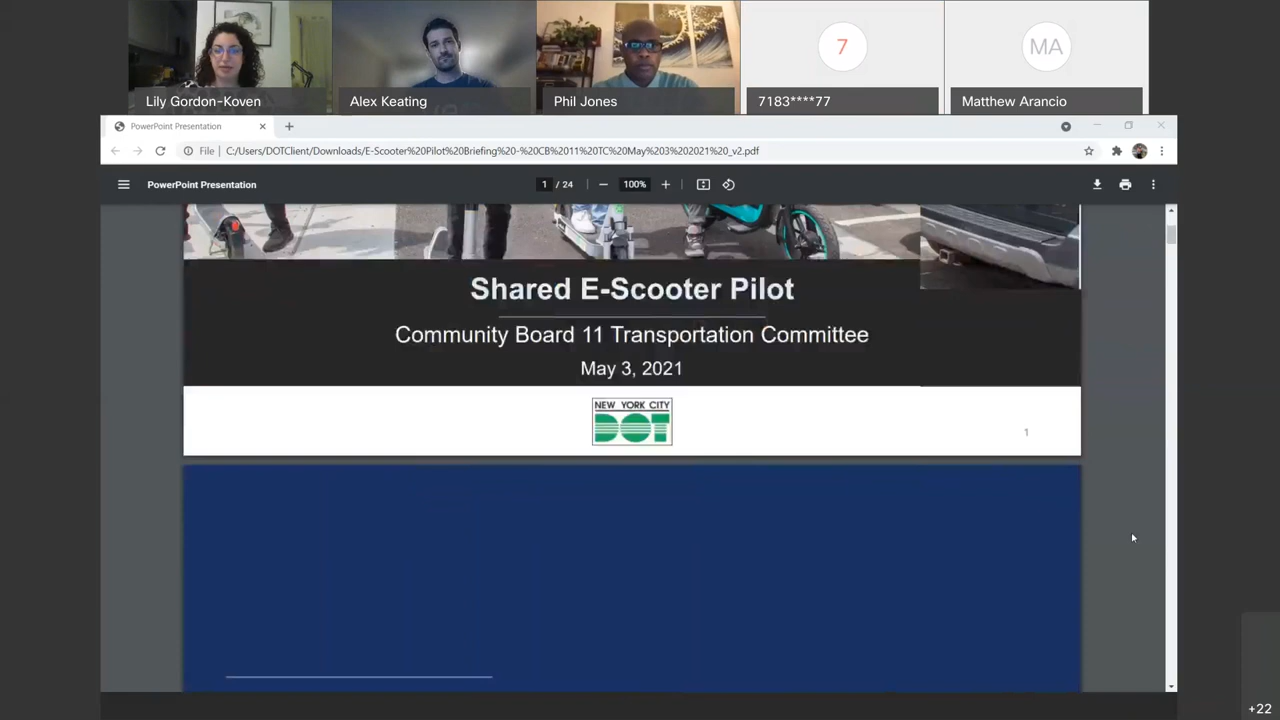 7
MA
Lily Gordon-Koven
Alex Keating
Phil Jones
7183****77
Matthew Arancio
PowerPoint Presentation
File C:/Users/DOTClient/Downloads/E-Scooter%20Pilot%20Briefing%20-%20CB%2011%20TC%20May%203%202021%20_v2.pdf
PowerPoint Presentation
1 / 24
100%
Shared E-Scooter Pilot
Community Board 11 Transportation Committee
May 3, 2021
NEW YORK CITY
DOT
1
+22